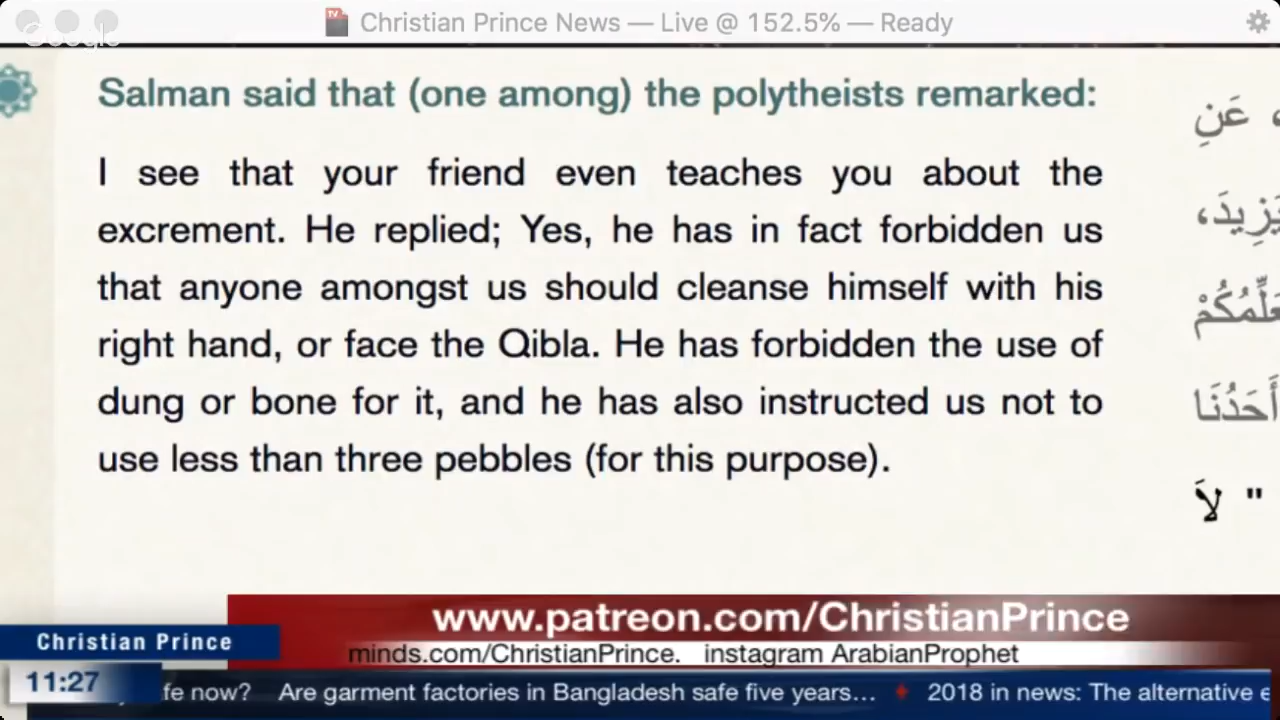 Christian Prince News — Live @ 152.5% — Ready
Google
Salman said that (one among) the polytheists remarked:
I see that your friend even teaches you about the
excrement. He replied; Yes, he has in fact forbidden us
that anyone amongst us should cleanse himself with his
right hand, or face the Qibla. He has forbidden the use of
dung or bone for it, and he has also instructed us not to
use less than three pebbles (for this purpose).
، عَنِ
يَزِيدَ،
أَحَدُنَا
" لاَ
www.patreon.com/ChristianPrince
Christian Prince
minds.com/ChristianPrince. instagram ArabianProphet
11:27
now? Are garment factories in Bangladesh safe five years... 2018 in news: The alternative